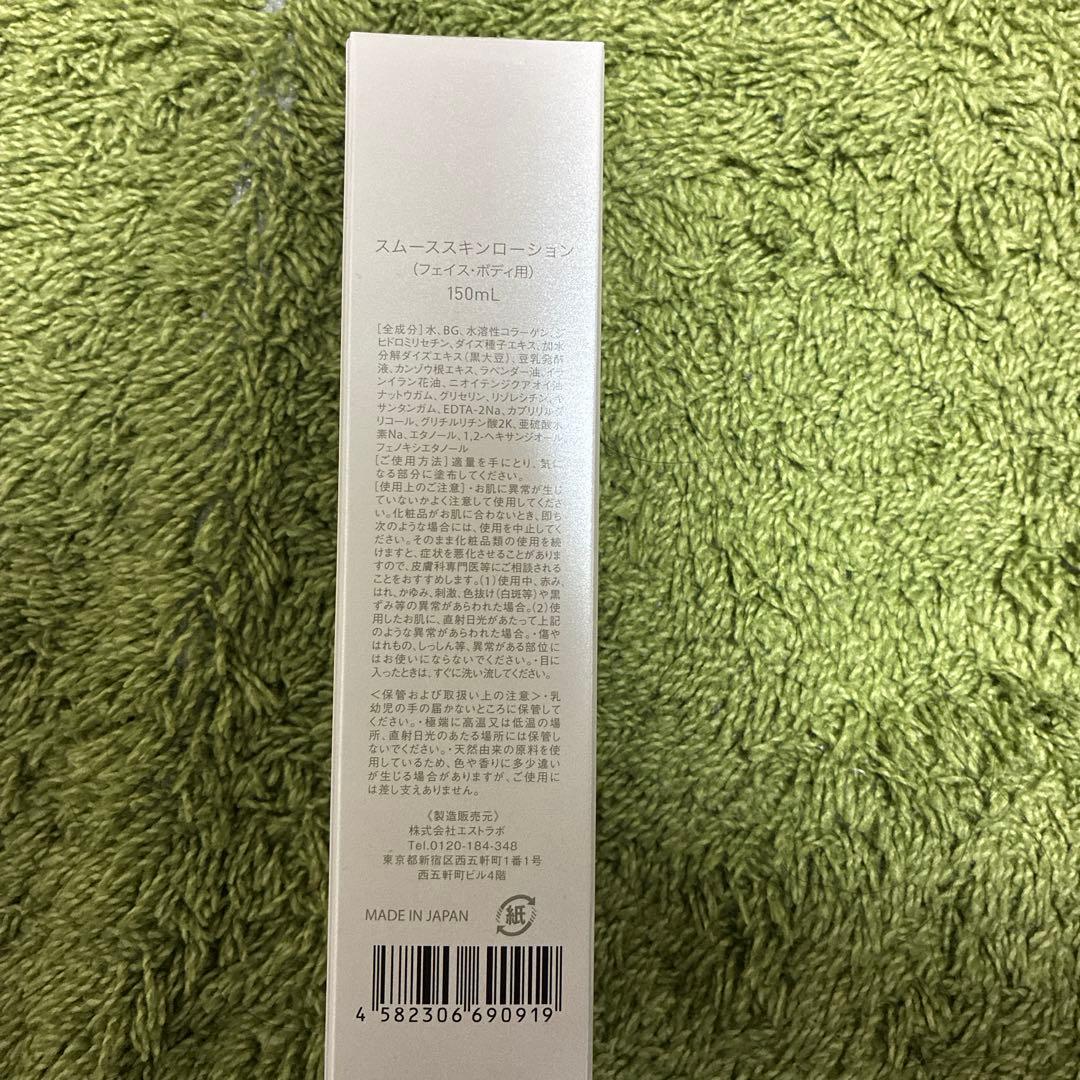 スムーススキンローション
（フェイス・ボディ用）
150mL
［全成分］水、BG、水溶性コラーゲン、ジ
ヒドロミリセチン、ダイズ種子エキス、加水
分解ダイズエキス（黒大豆）、豆乳発酵
液、カンゾウ根エキス、ラベンダー油、イラ
ンイラン花油、ニオイテンジクアオイ油、
ナットウガム、グリセリン、リゾレシチン、キ
サンタンガム、EDTA-2Na、カプリリルグ
リコール、グリチルリチン酸2K、亜硫酸水
素Na、エタノール、1,2-ヘキサンジオール、
フェノキシエタノール
［ご使用方法］適量を手にとり、気に
なる部分に塗布してください。
［使用上のご注意］・お肌に異常が生じ
ていないかよく注意して使用してくださ
い。化粧品がお肌に合わないとき、即ち
次のような場合には、使用を中止してく
ださい。そのまま化粧品類の使用を続
けますと、症状を悪化させることがありま
すので、皮膚科専門医等にご相談される
ことをおすすめします。（1）使用中、赤み、
はれ、かゆみ、刺激、色抜け（白斑等）や黒
ずみ等の異常があらわれた場合。（2）使
用したお肌に、直射日光があたって上記
のような異常があらわれた場合。・傷や
はれもの、しっしん等、異常がある部位に
はお使いにならないでください。・目に
入ったときは、すぐに洗い流してください。
＜保管および取扱い上の注意＞・乳
幼児の手の届かないところに保管して
ください。・極端に高温又は低温の場
所、直射日光のあたる場所には保管し
ないでください。・天然由来の原料を使
用しているため、色や香りに多少違い
が生じる場合がありますが、ご使用に
は差し支えありません。
《製造販売元》
株式会社エストラボ
Tel.0120-184-348
東京都新宿区西五軒町1番1号
西五軒町ビル4階
MADE IN JAPAN
紙
4 582306 690919